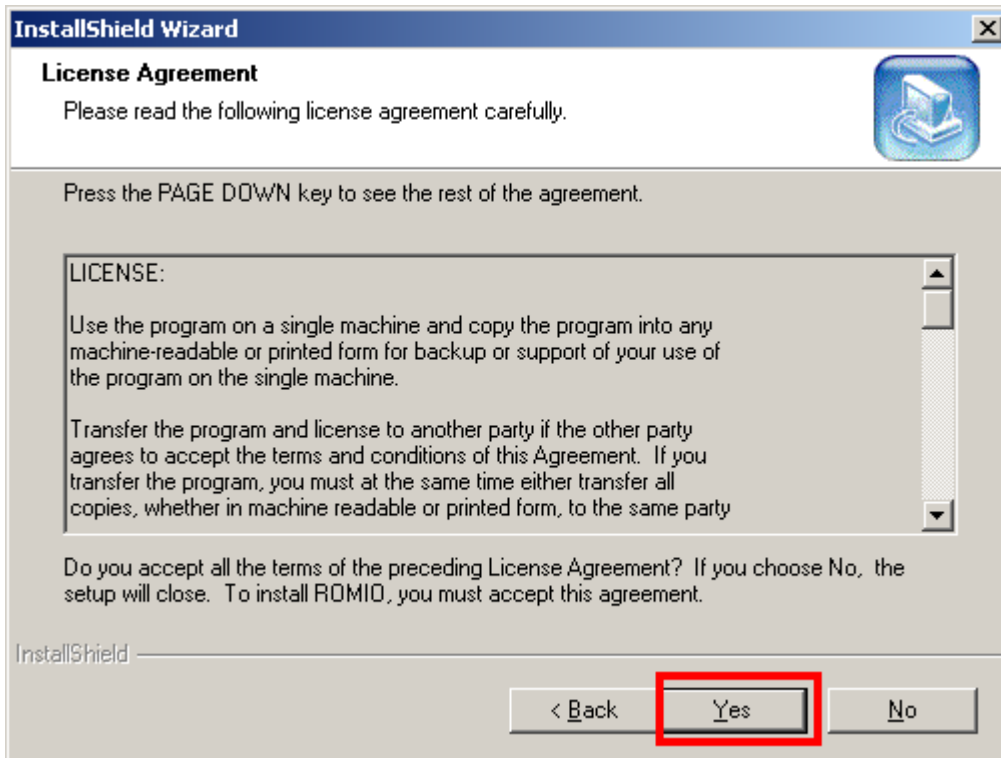 InstallShield Wizard
License Agreement
Please read the following license agreement carefully.
Press the PAGE DOWN key to see the rest of the agreement.
LICENSE:
Use the program on a single machine and copy the program into any
machine-readable or printed form for backup or support of your use of
the program on the single machine.
Transfer the program and license to another party if the other party
agrees to accept the terms and conditions of this Agreement.  If you
transfer the program, you must at the same time either transfer all
copies, whether in machine readable or printed form, to the same party
Do you accept all the terms of the preceding License Agreement?  If you choose No,  the
setup will close.  To install ROMIO, you must accept this agreement.
InstallShield
< Back Yes No